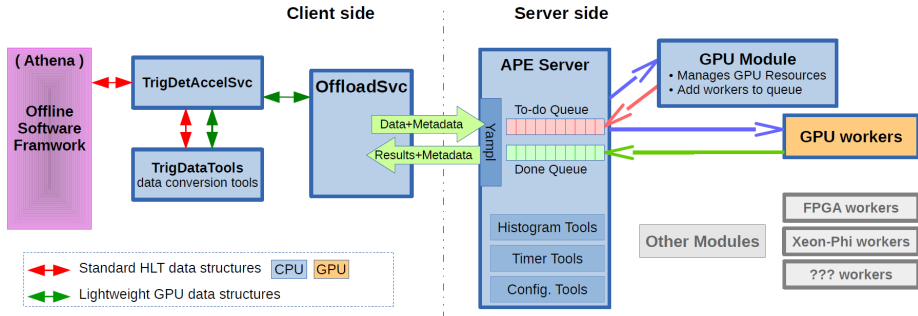 Client side
Server side
( Athena )
Offline
Software
Framwork
TrigDetAccelSvc
TrigDataTools
data conversion tools
OffloadSvc
Data+Metadata
Results+Metadata
Yampl
APE Server
To-do Queue
Done Queue
Histogram Tools
Timer Tools
Config. Tools
GPU Module
• Manages GPU Resources
• Add workers to queue
GPU workers
Other Modules
FPGA workers
Xeon-Phi workers
??? workers
Standard HLT data structures
CPU
GPU
Lightweight GPU data structures